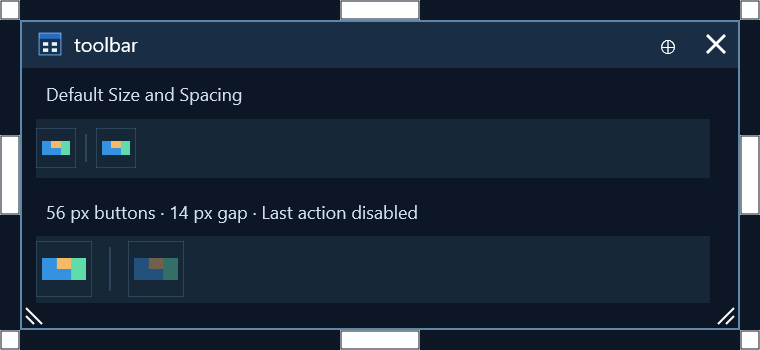 toolbar
Default Size and Spacing
56 px buttons · 14 px gap · Last action disabled